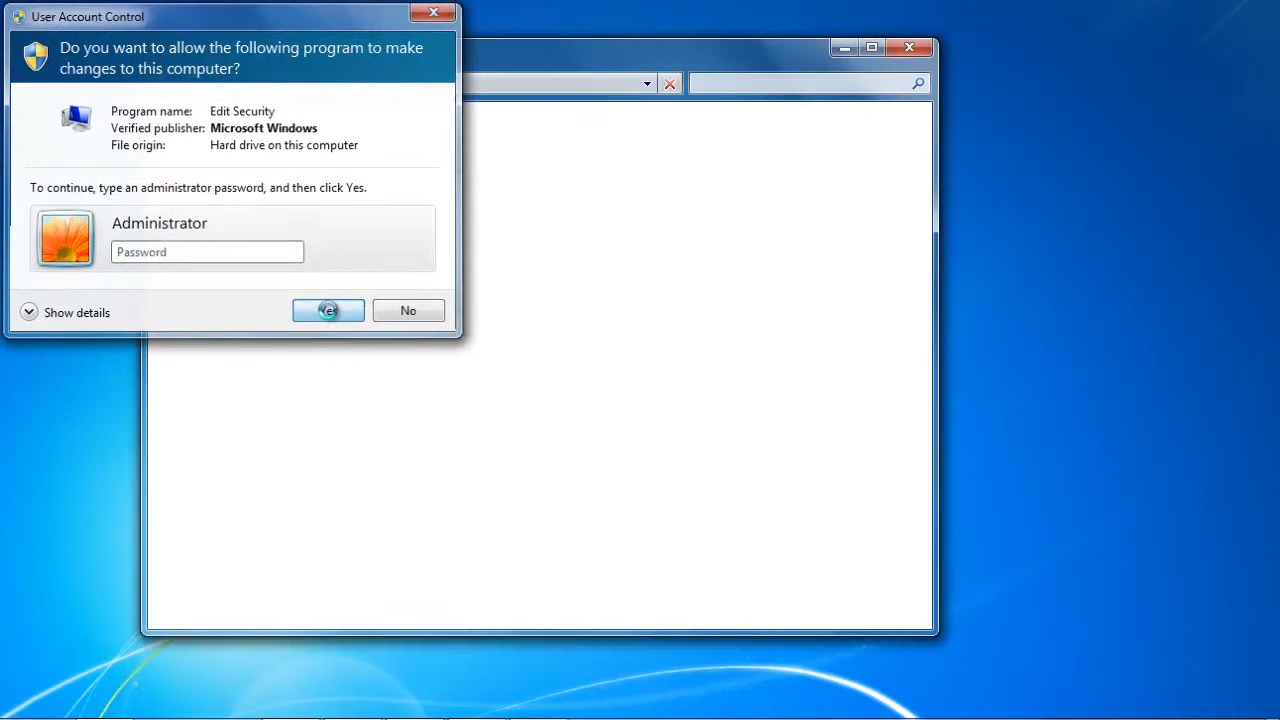 User Account Control
Do you want to allow the following program to make
changes to this computer?
Program name: Edit Security
Verified publisher: Microsoft Windows
File origin: Hard drive on this computer
To continue, type an administrator password, and then click Yes.
Administrator
Password
Show details
Yes
No